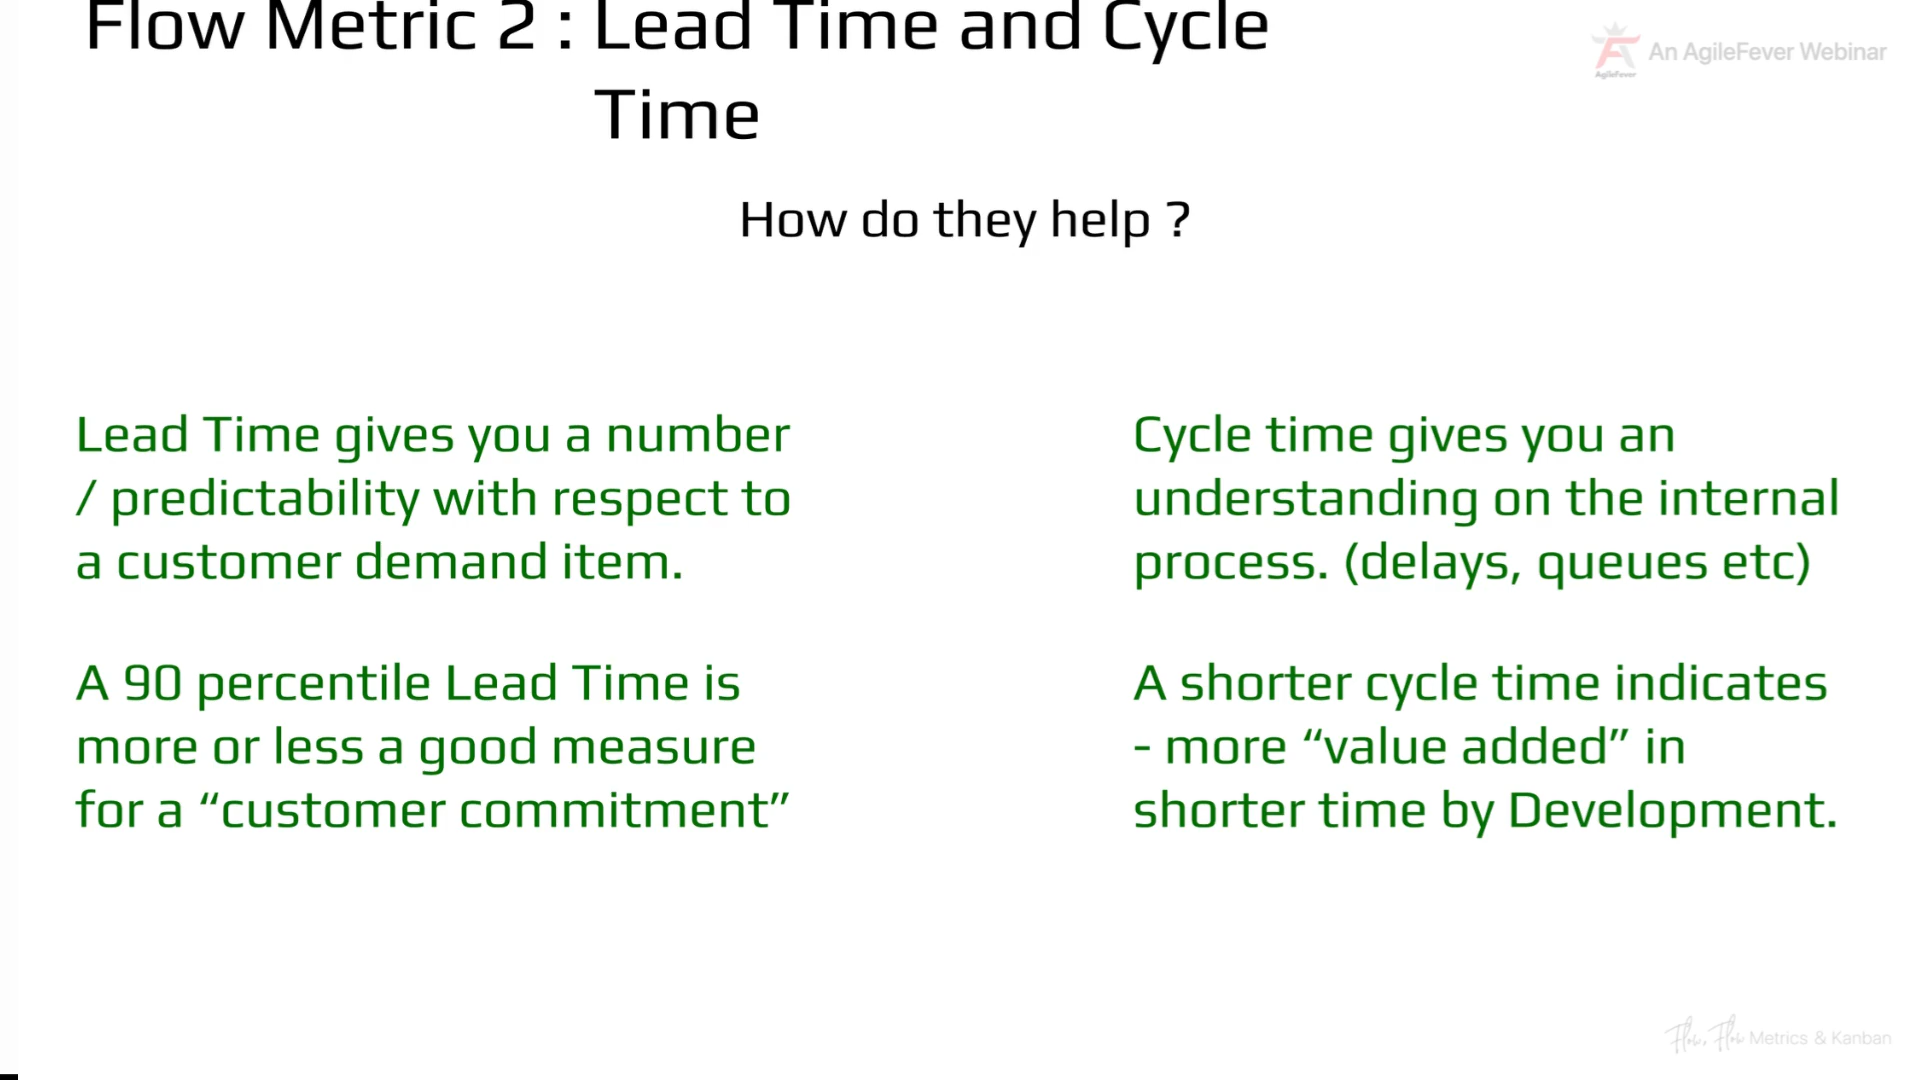 Flow Metric 2 : Lead Time and Cycle
Time
An AgileFever Webinar
AgileFever
How do they help ?
Lead Time gives you a number
/ predictability with respect to
a customer demand item.
A 90 percentile Lead Time is
more or less a good measure
for a “customer commitment”
Cycle time gives you an
understanding on the internal
process. (delays, queues etc)
A shorter cycle time indicates
- more “value added” in
shorter time by Development.
Flow, Flow Metrics & Kanban